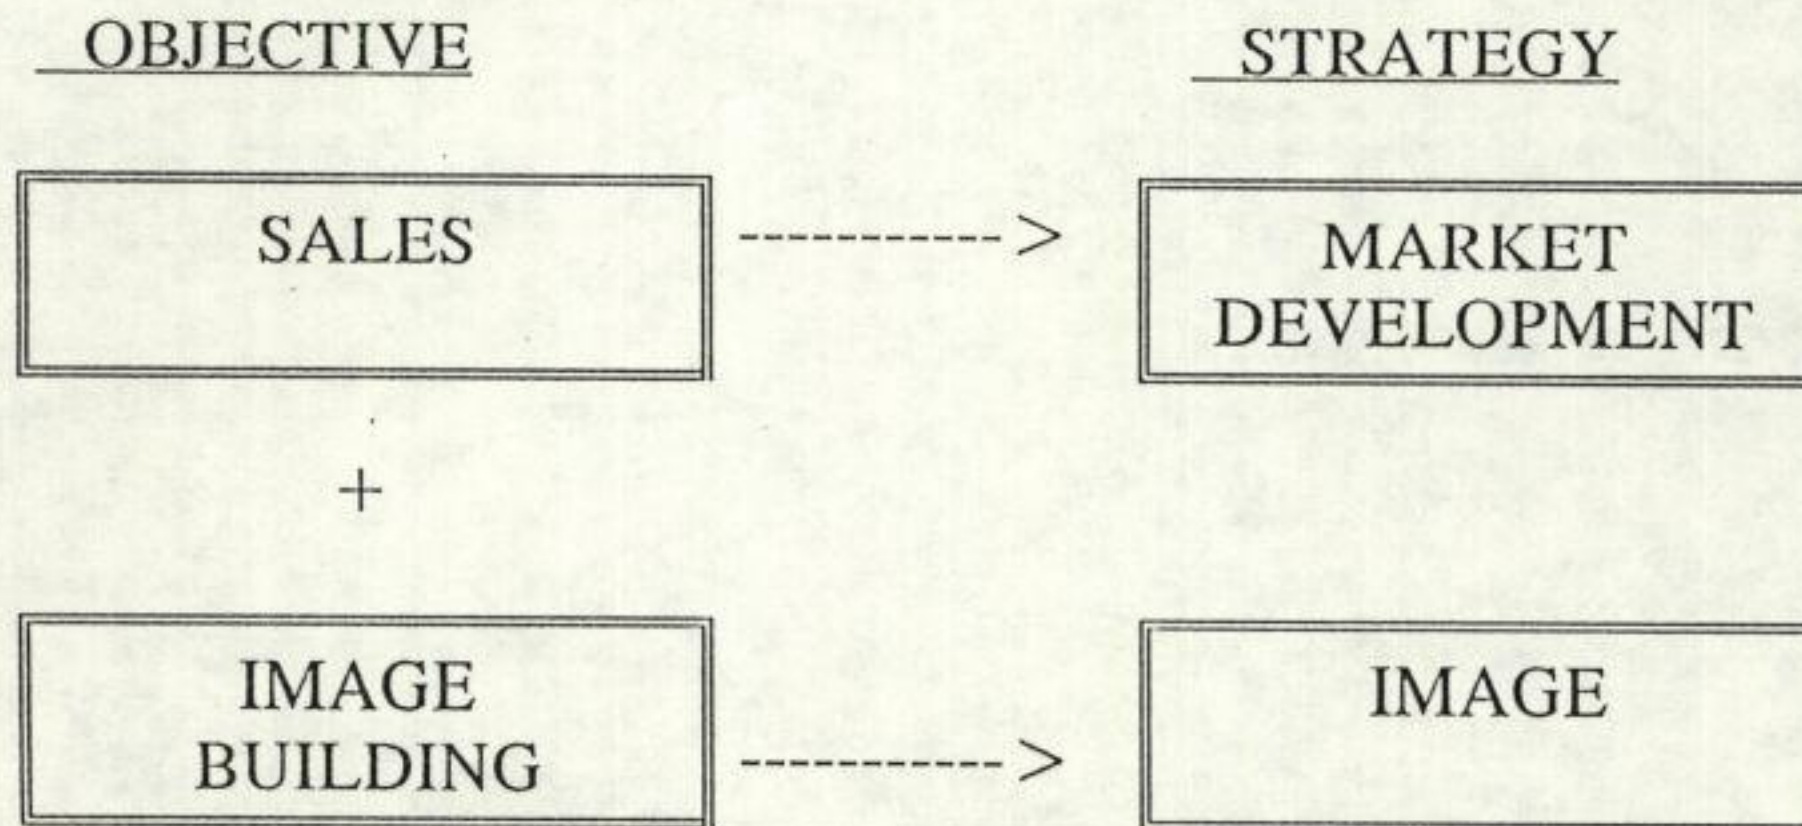 OBJECTIVE STRATEGY
SALES ----------> MARKET
DEVELOPMENT
+
IMAGE IMAGE
BUILDING ---------->